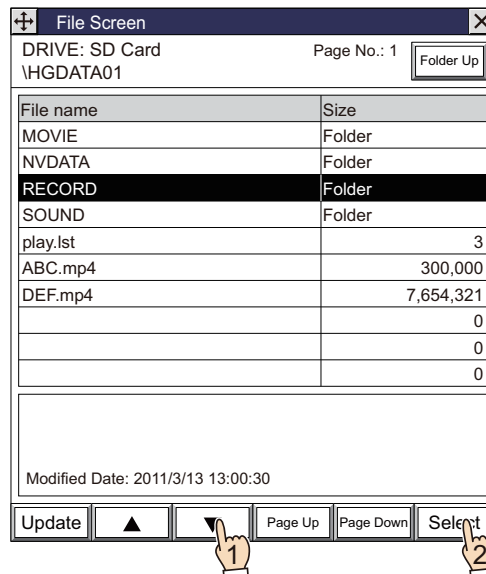 File Screen
DRIVE: SD Card Page No.: 1 Folder Up
\HGDATA01
File name Size
MOVIE Folder
NVDATA Folder
RECORD Folder
SOUND Folder
play.lst 3
ABC.mp4 300,000
DEF.mp4 7,654,321
0
0
0
Modified Date: 2011/3/13 13:00:30
Update ▲ ▼ Page Up Page Down Select
1 2